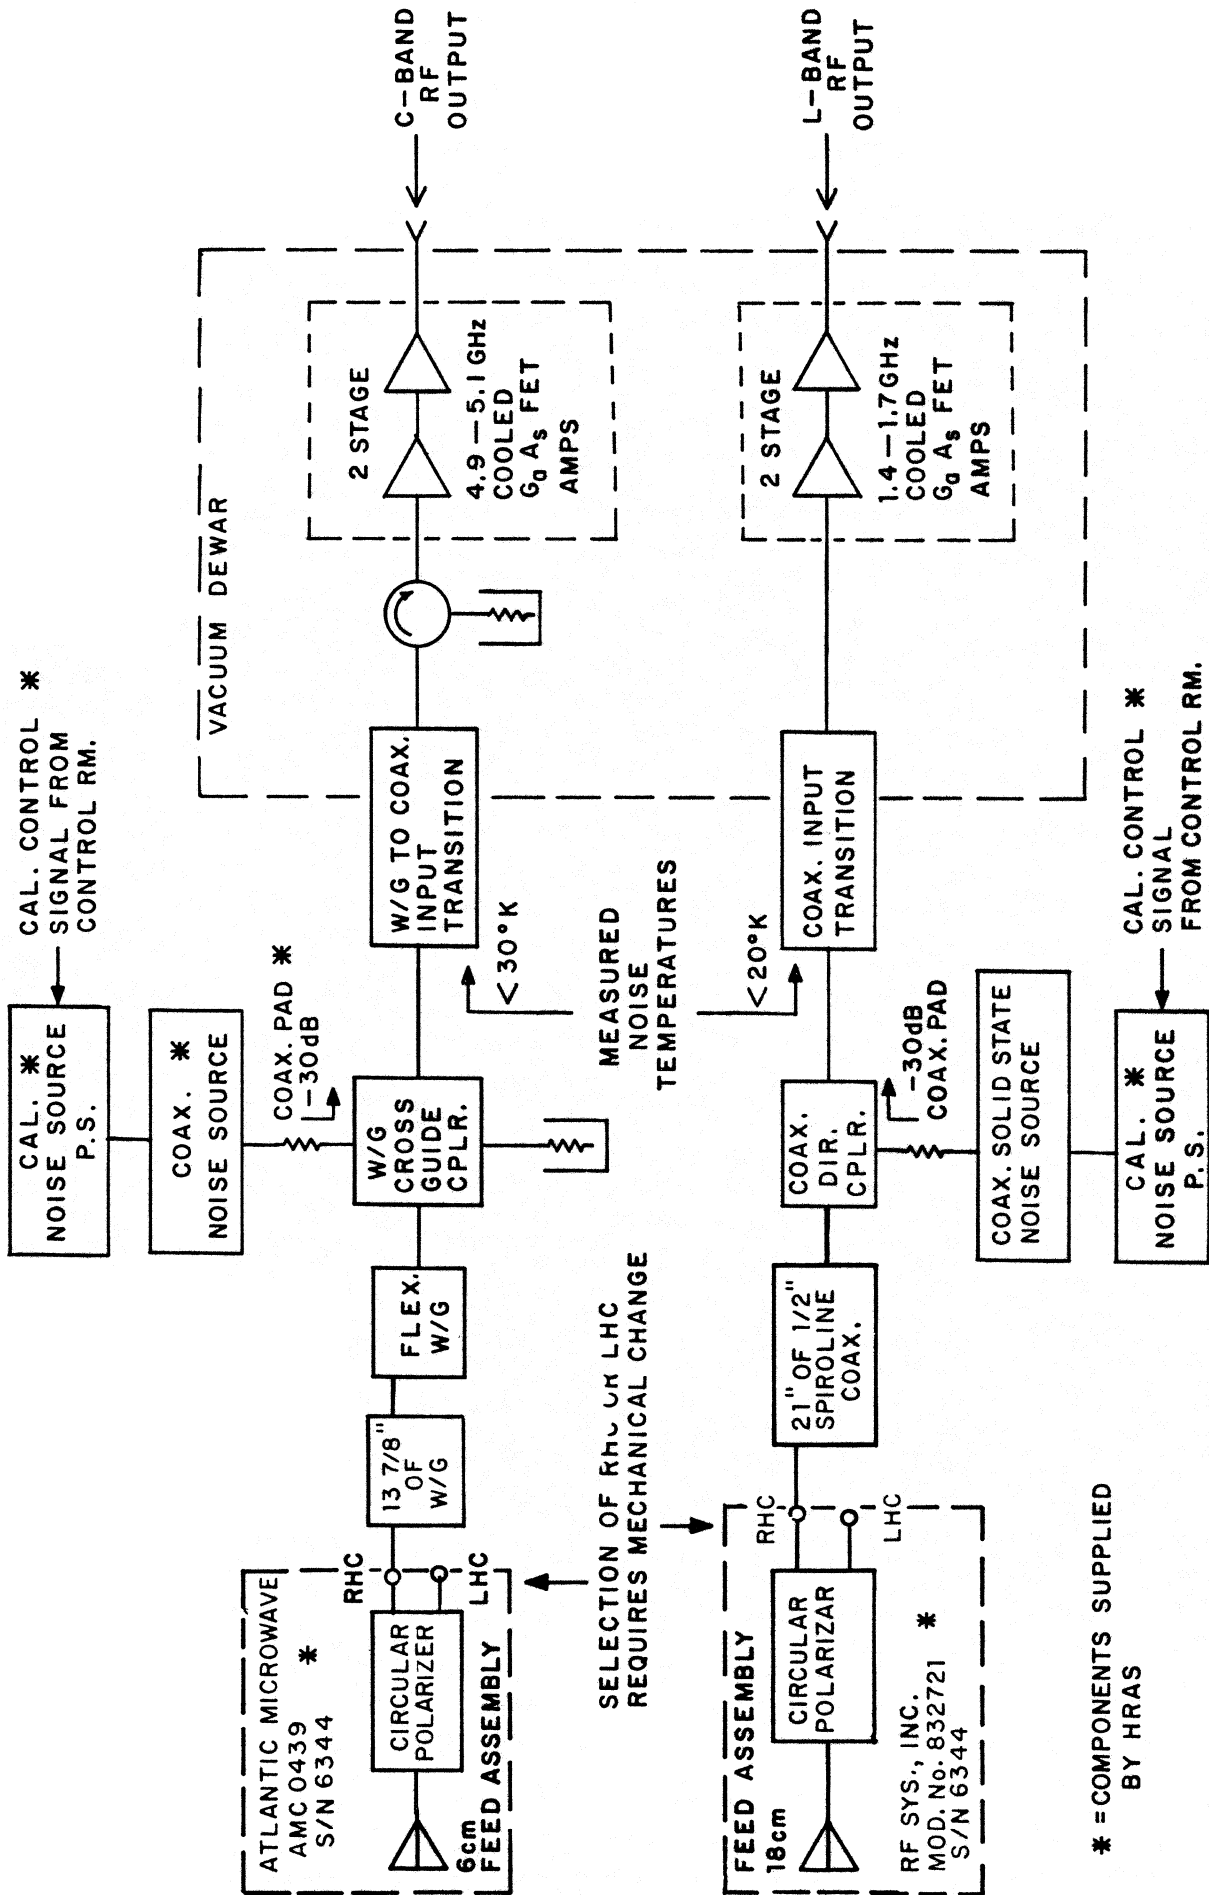 CAL. *
NOISE SOURCE
P.S.
CAL. CONTROL *
SIGNAL FROM
CONTROL RM.
COAX. *
NOISE SOURCE
COAX. PAD *
-30dB
VACUUM DEWAR
ATLANTIC MICROWAVE
AMC 0439 *
S/N 6344
RHC
CIRCULAR
POLARIZER
LHC
6cm
FEED ASSEMBLY
13 7/8"
OF
W/G
FLEX.
W/G
W/G
CROSS
GUIDE
CPLR.
W/G TO COAX.
INPUT
TRANSITION
<30°K
2 STAGE
4.9–5.1GHz
COOLED
Ga As FET
AMPS
C–BAND
RF
OUTPUT
SELECTION OF RHC OR LHC
REQUIRES MECHANICAL CHANGE
MEASURED
NOISE
TEMPERATURES
FEED ASSEMBLY
18cm
RHC
CIRCULAR
POLARIZAR
LHC
RF SYS., INC.
MOD. No. 832721 *
S/N 6344
21" OF 1/2"
SPIROLINE
COAX.
COAX.
DIR.
CPLR.
<20°K
COAX. INPUT
TRANSITION
2 STAGE
1.4–1.7GHz
COOLED
Ga As FET
AMPS
L–BAND
RF
OUTPUT
-30dB
COAX. PAD
COAX. SOLID STATE
NOISE SOURCE
CAL. *
NOISE SOURCE
P.S.
CAL. CONTROL *
SIGNAL
FROM CONTROL RM.
* = COMPONENTS SUPPLIED
BY HRAS